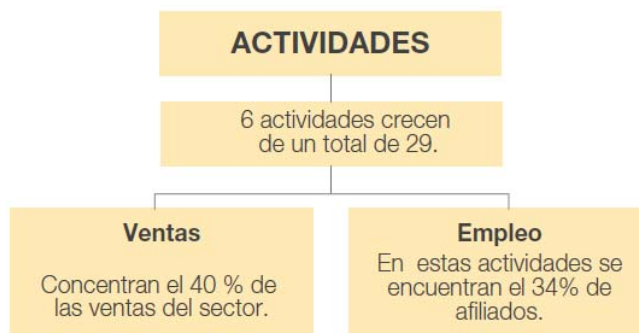 ACTIVIDADES
6 actividades crecen
de un total de 29.
Ventas
Concentran el 40 % de
las ventas del sector.
Empleo
En estas actividades se
encuentran el 34% de
afiliados.